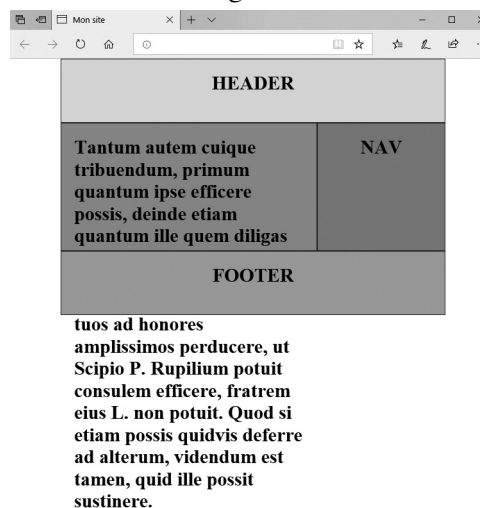 Mon site
HEADER
Tantum autem cuique
tribuendum, primum
quantum ipse efficere
possis, deinde etiam
quantum ille quem diligas
NAV
FOOTER
tuos ad honores
amplissimos perducere, ut
Scipio P. Rupilium potuit
consulem efficere, fratrem
eius L. non potuit. Quod si
etiam possis quidvis deferre
ad alterum, videndum est
tamen, quid ille possit
sustinere.